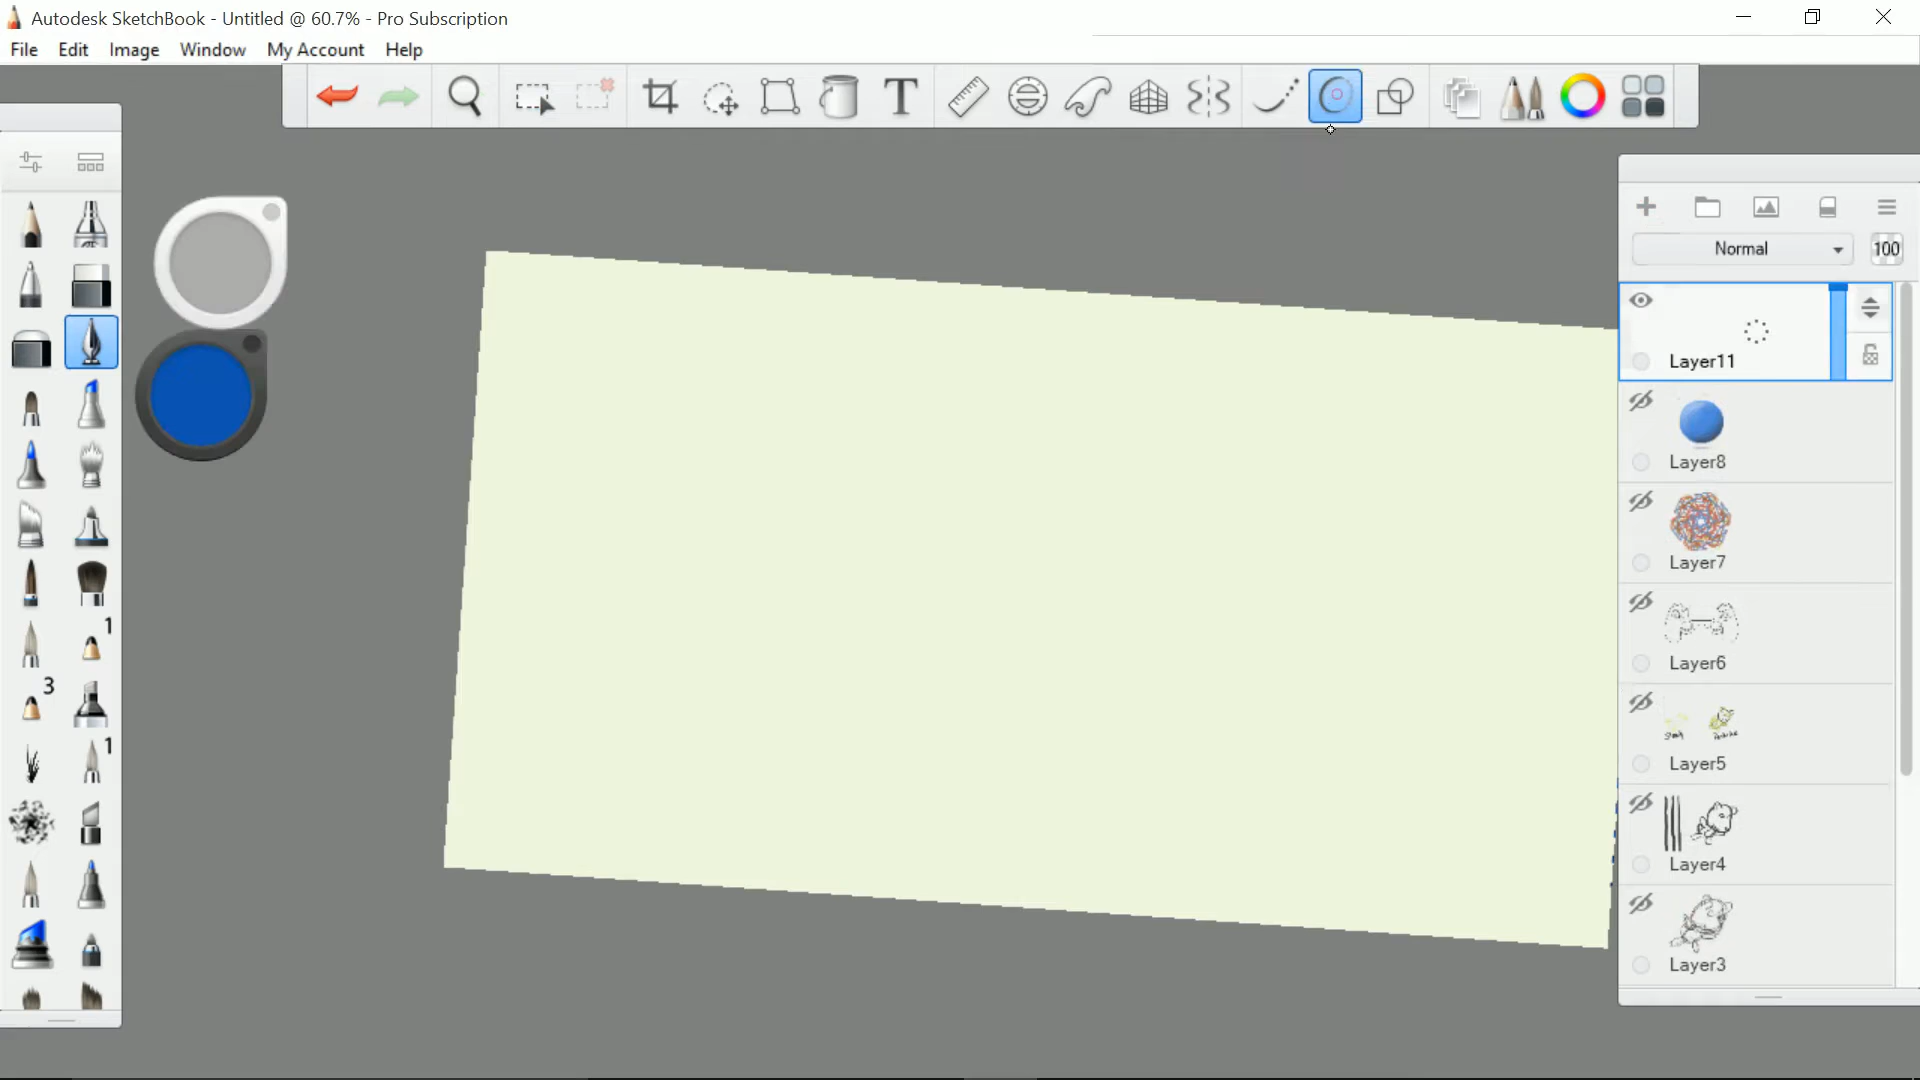 Autodesk SketchBook - Untitled @ 60.7% - Pro Subscription
File Edit Image Window My Account Help
T
Normal 100
Layer11
Layer8
Layer7
1
Layer6
3
1
Layer5
Layer4
Layer3